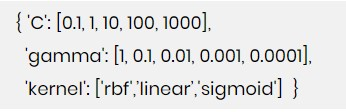 { 'C': [0.1, 1, 10, 100, 1000],
'gamma': [1, 0.1, 0.01, 0.001, 0.0001],
'kernel': ['rbf','linear','sigmoid'] }